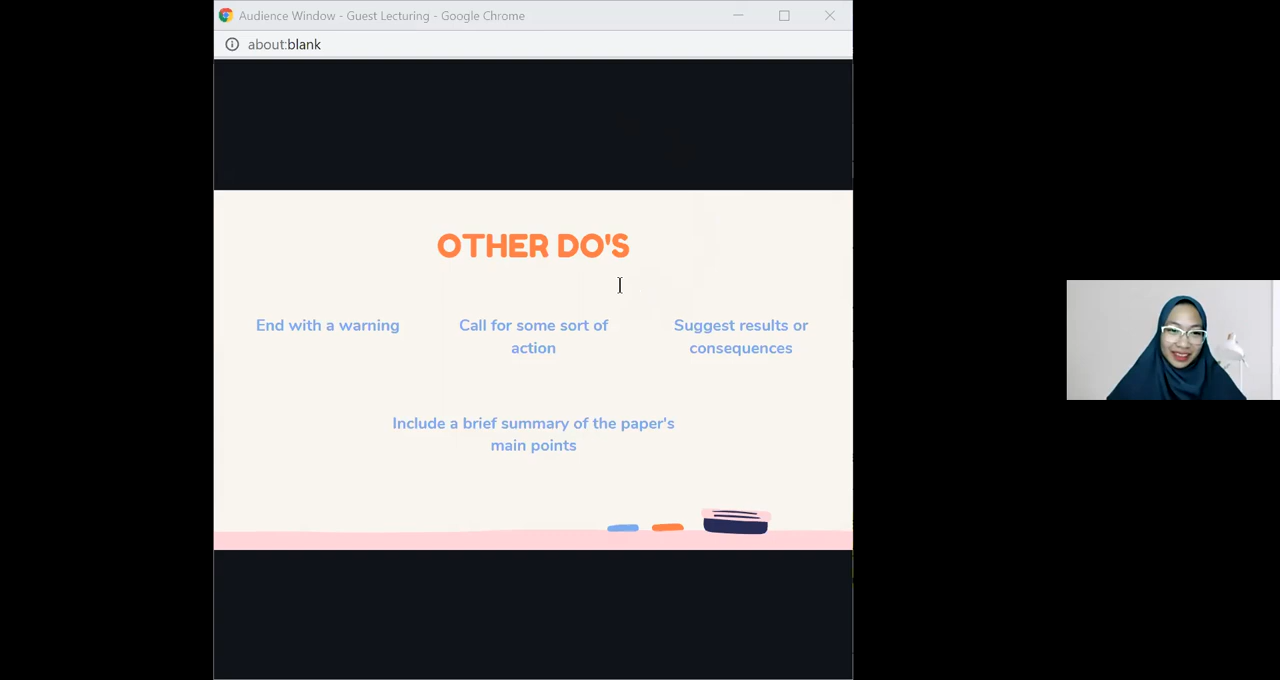 Audience Window - Guest Lecturing - Google Chrome
about:blank
OTHER DO'S
End with a warning
Call for some sort of
action
Suggest results or
consequences
Include a brief summary of the paper's
main points